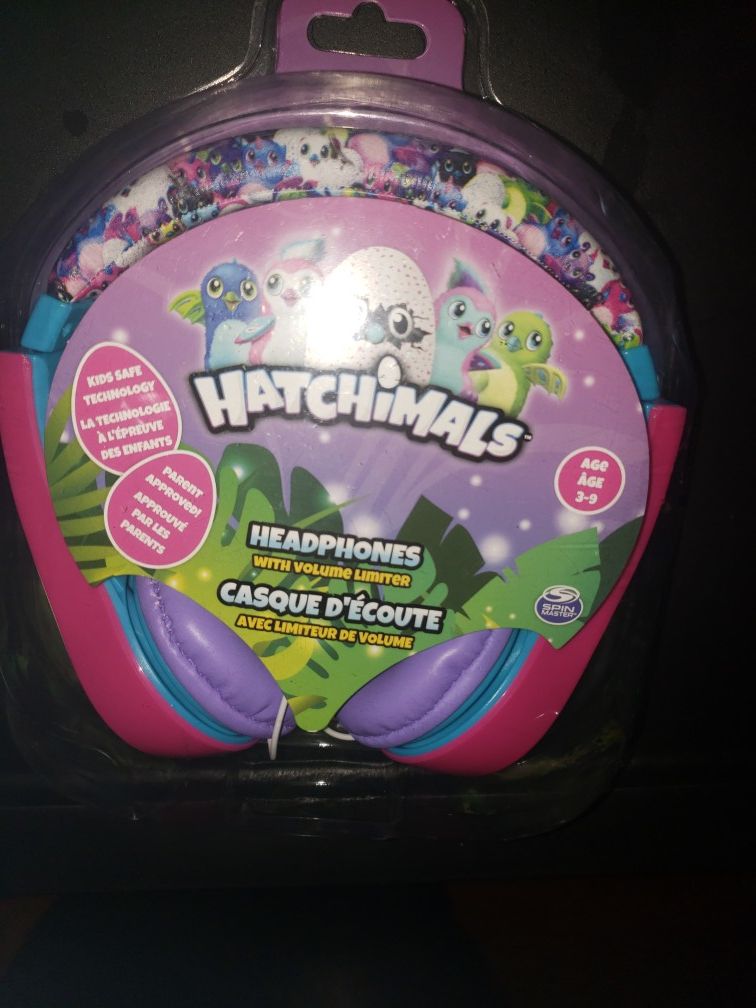 HATCHiMALS™
KIDS SAFE
TECHNOLOGY
LA TECHNOLOGIE
À L'ÉPREUVE
DES ENFANTS
PARENT
APPROVED!
APPROUVÉ
PAR LES
PARENTS
AGE
ÂGE
3-9
HEADPHONES
WITH VOLUME LIMITER
CASQUE D'ÉCOUTE
AVEC LIMITEUR DE VOLUME
SPIN
MASTER